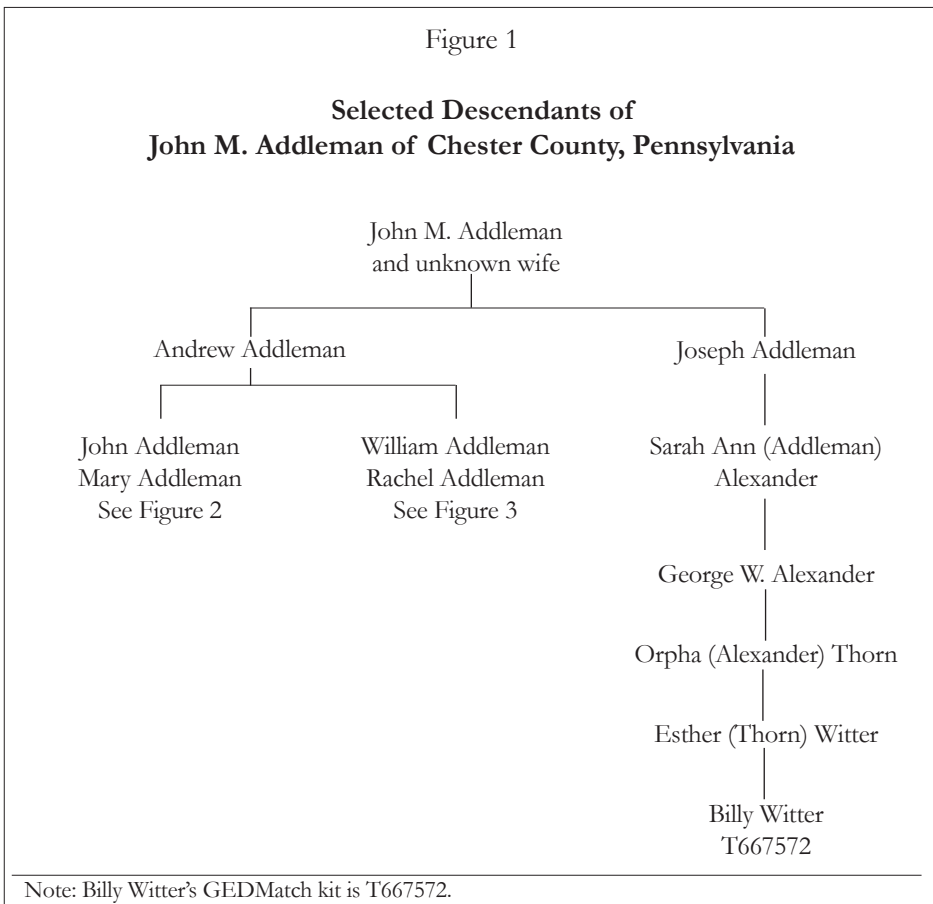 Figure 1
Selected Descendants of
John M. Addleman of Chester County, Pennsylvania
John M. Addleman
and unknown wife
Andrew Addleman
Joseph Addleman
John Addleman
Mary Addleman
See Figure 2
William Addleman
Rachel Addleman
See Figure 3
Sarah Ann (Addleman)
Alexander
George W. Alexander
Orpha (Alexander) Thorn
Esther (Thorn) Witter
Billy Witter
T667572
Note: Billy Witter's GEDMatch kit is T667572.